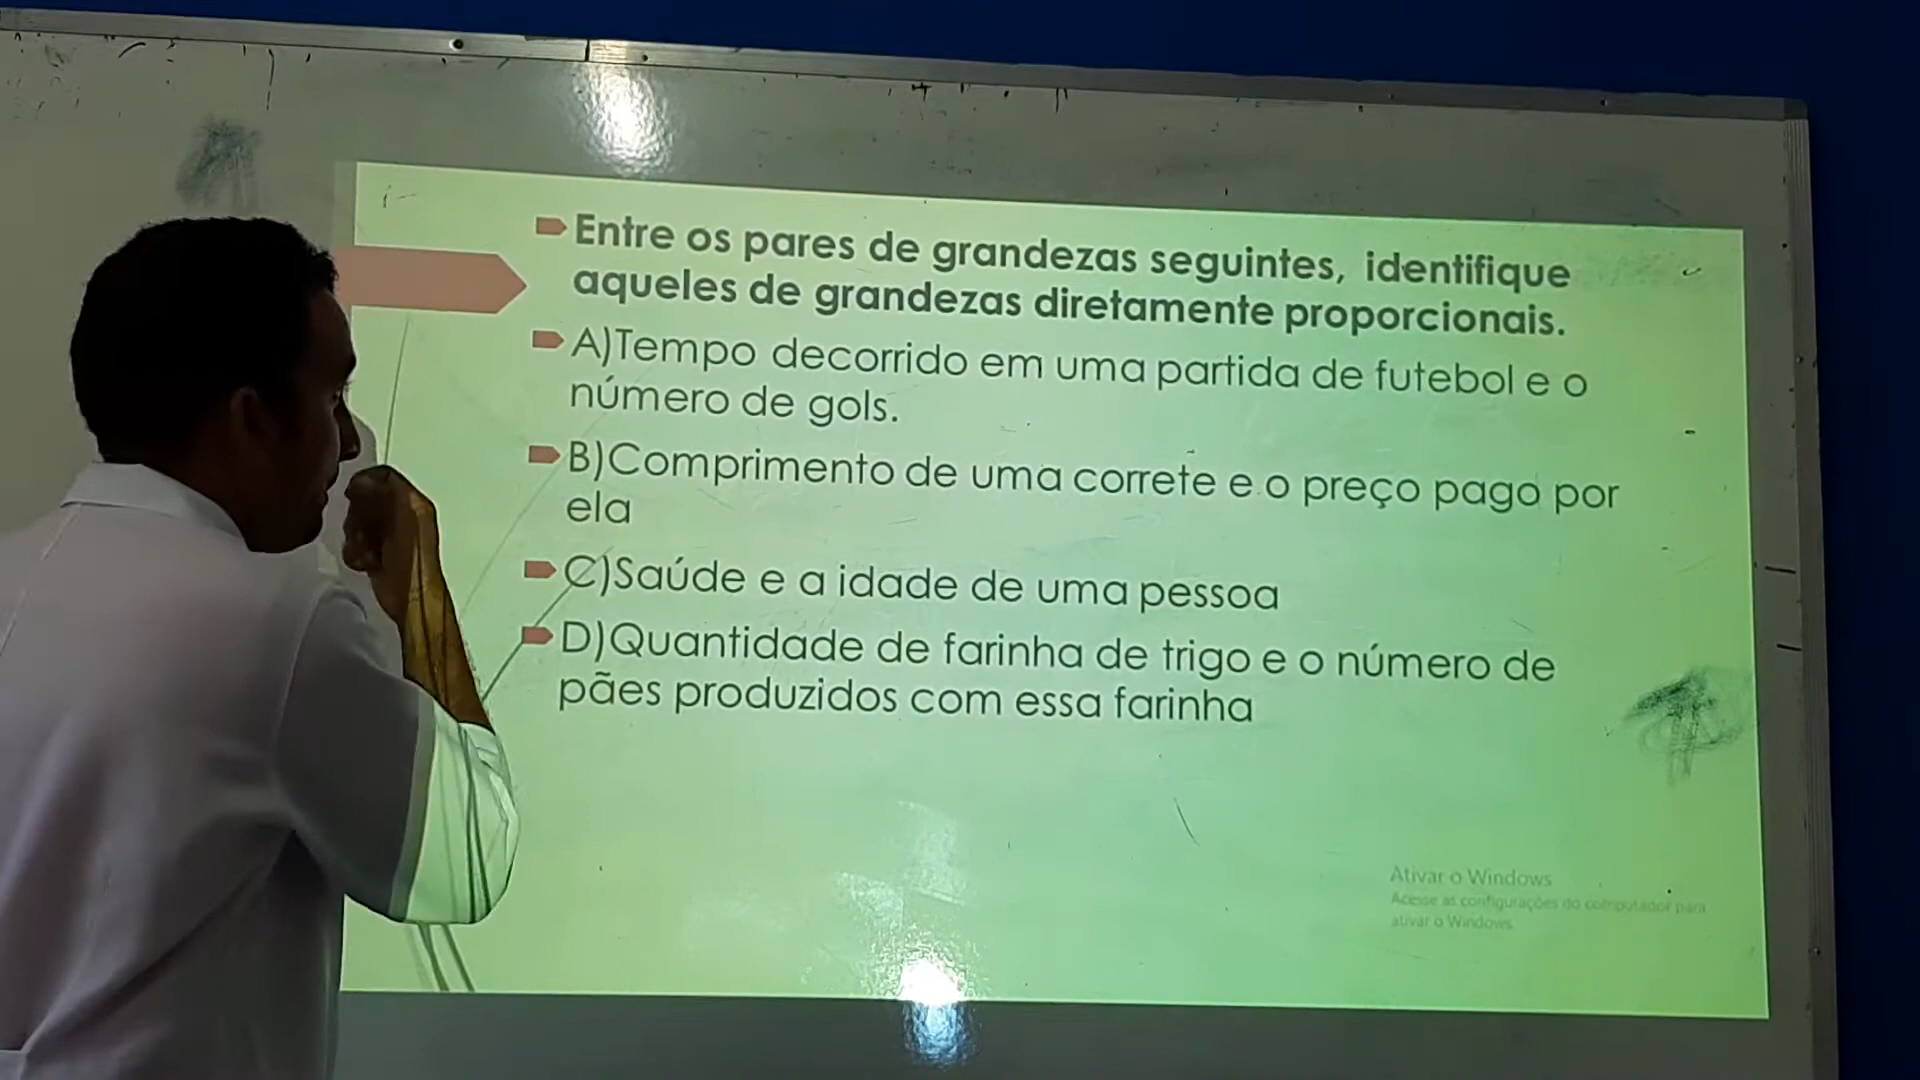 Entre os pares de grandezas seguintes, identifique
aqueles de grandezas diretamente proporcionais.
A)Tempo decorrido em uma partida de futebol e o
número de gols.
B)Comprimento de uma correte e o preço pago por
ela
C)Saúde e a idade de uma pessoa
D)Quantidade de farinha de trigo e o número de
pães produzidos com essa farinha
Ativar o Windows
Acesse as configurações do computador para
ativar o Windows.